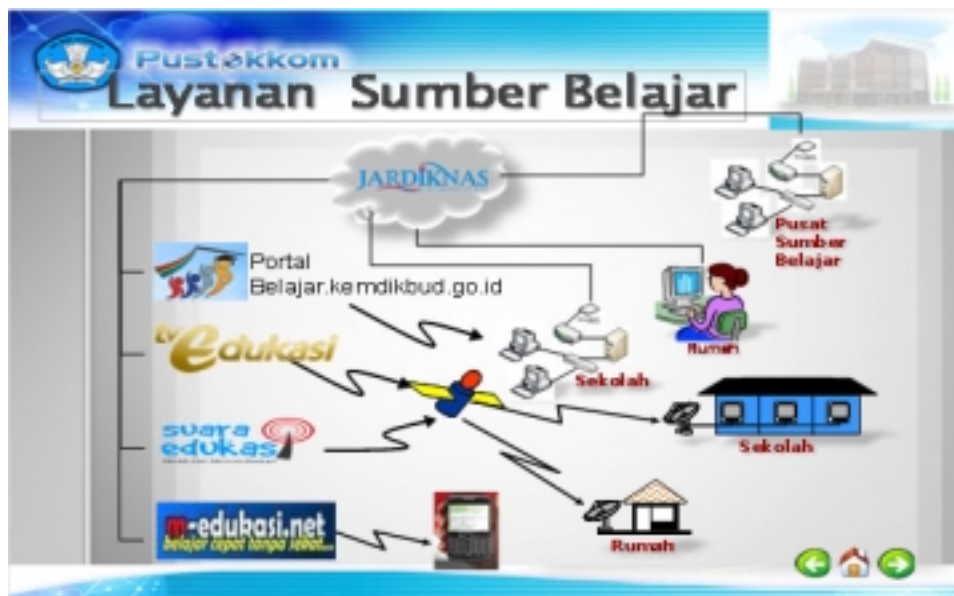 Pustekkom
Layanan Sumber Belajar
JARDIKNAS
Pusat
Sumber
Belajar
Portal
Belajar.kemdikbud.go.id
Rumah
tv edukasi
Sekolah
suara
edukasi
Sekolah
m-edukasi.net
belajar cepat tanpa sekat...
Rumah